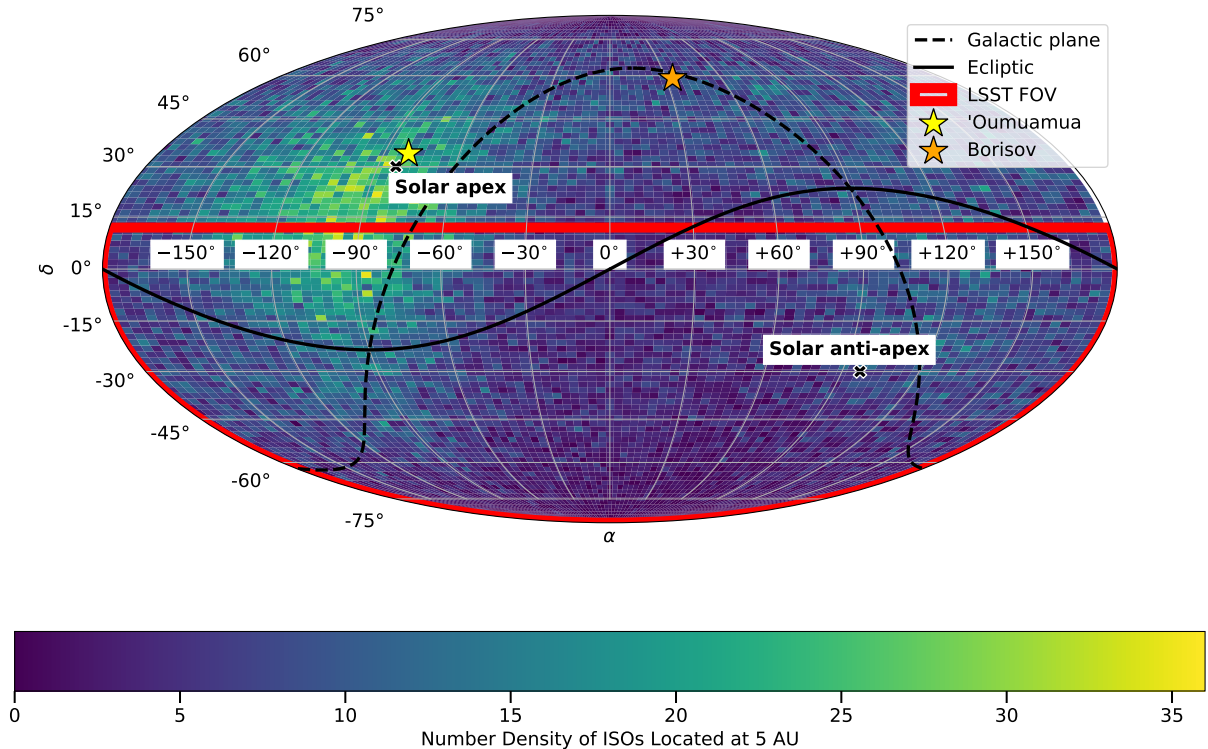 75°
60°
45°
30°
15°
0°
-15°
-30°
-45°
-60°
-75°
δ
α
−150° −120° −90° −60° −30° 0° +30° +60° +90° +120° +150°
Galactic plane
Ecliptic
LSST FOV
'Oumuamua
Borisov
Solar apex
Solar anti-apex
0 5 10 15 20 25 30 35
Number Density of ISOs Located at 5 AU